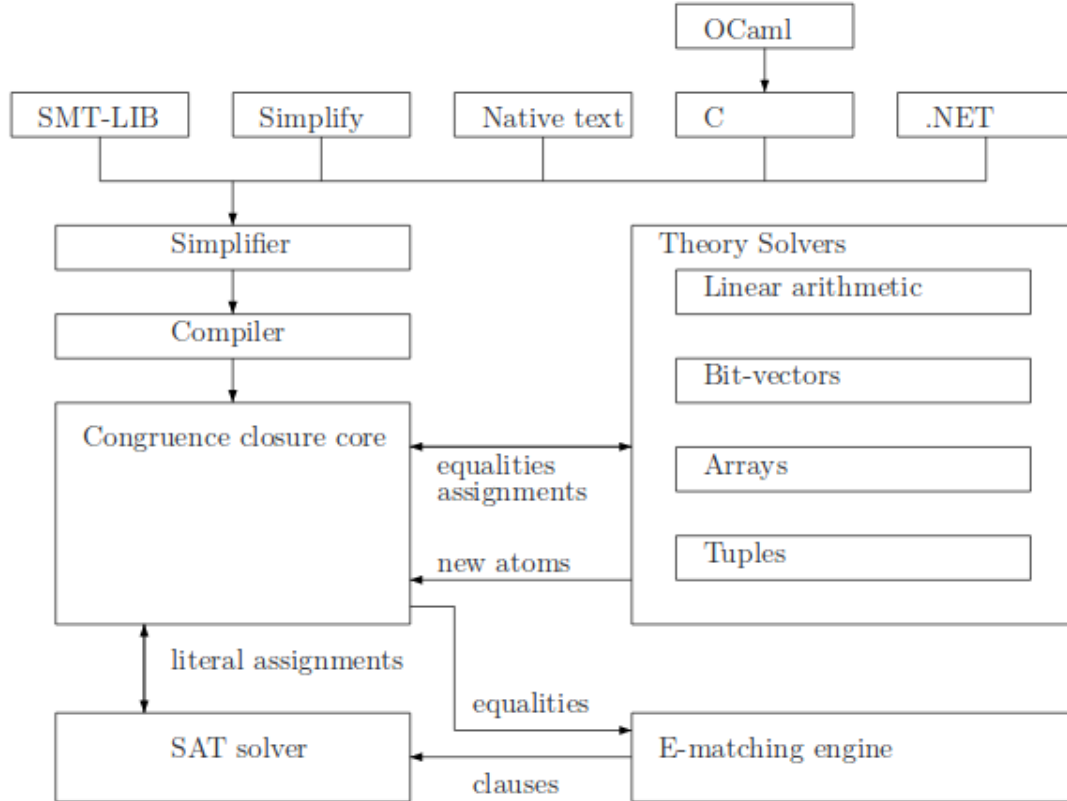 OCaml
SMT-LIB
Simplify
Native text
C
.NET
Simplifier
Compiler
Congruence closure core
Theory Solvers
Linear arithmetic
Bit-vectors
Arrays
Tuples
equalities
assignments
new atoms
literal assignments
equalities
SAT solver
E-matching engine
clauses